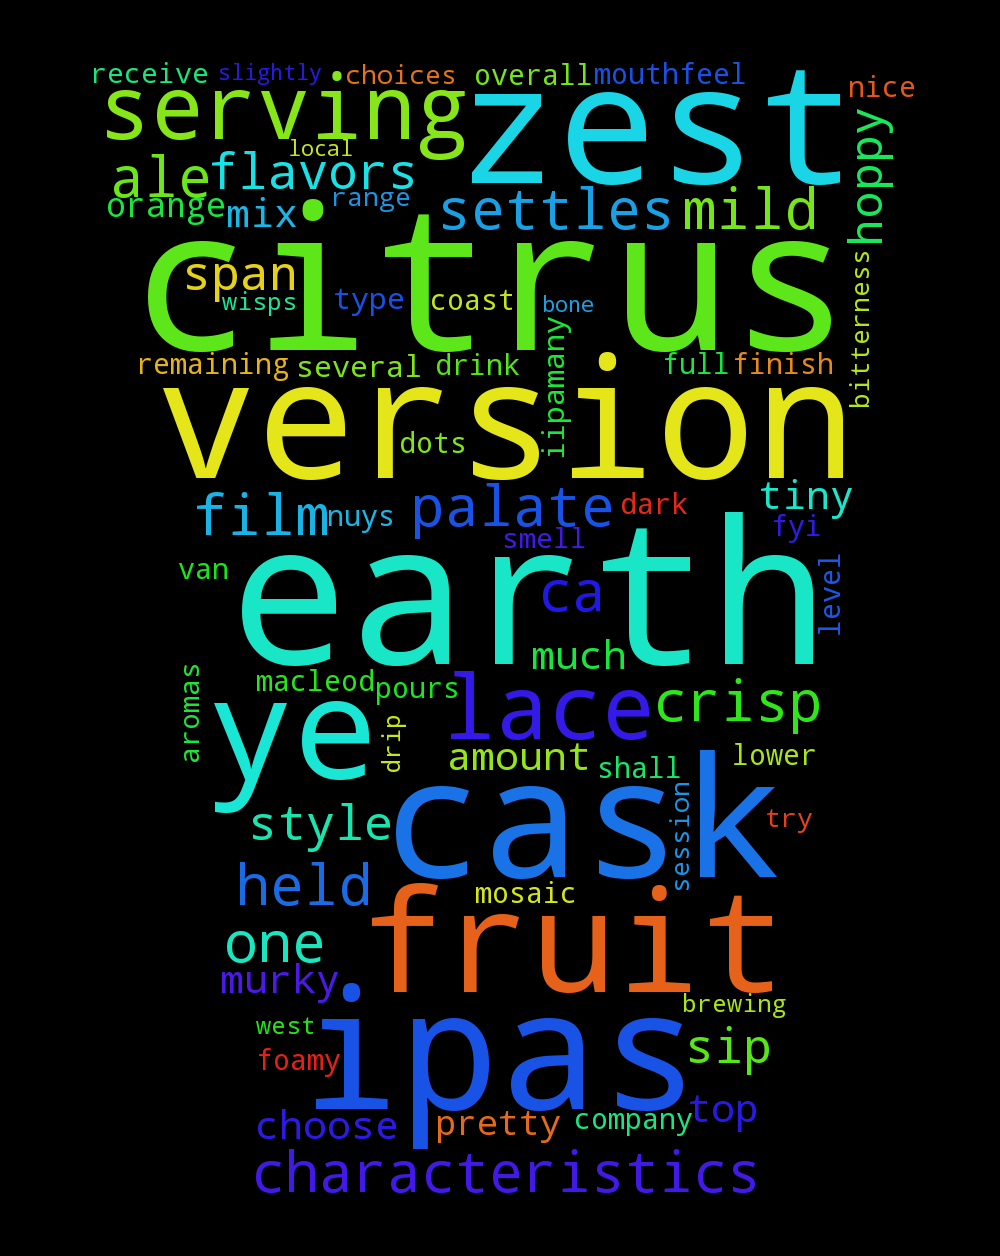 receive slightly choices overall mouthfeel nice
serving zest
local
ale flavors hoppy
orange mix range settles mild
citrus
span
wisps type coast bone bitterness
remaining several drink iipamany full finish
version
dots
film nuys palate dark tiny
smell fyi
van earth ca level
much
aromas macleod pours lace crisp
ye drip
amount shall lower
cask
style session try
held mosaic
fruit
one
murky
brewing
west ipas
foamy sip
choose pretty company top
characteristics